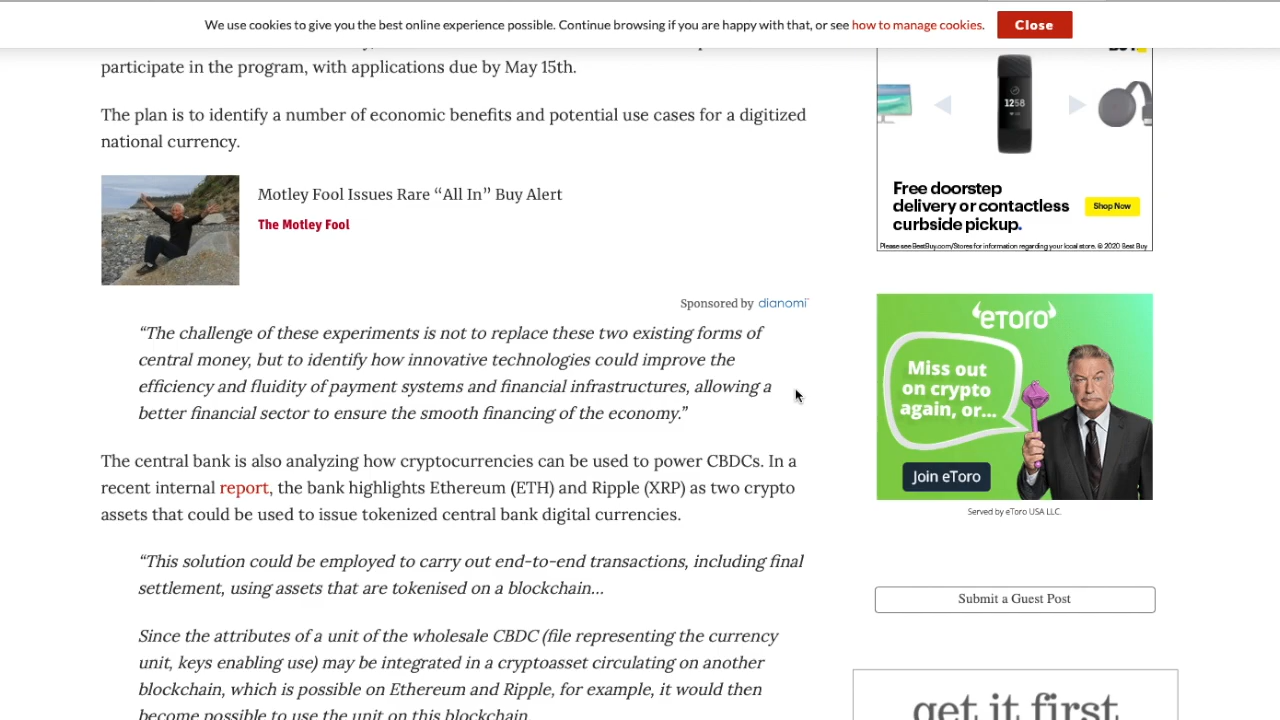 We use cookies to give you the best online experience possible. Continue browsing if you are happy with that, or see how to manage cookies.
Close
participate in the program, with applications due by May 15th.
The plan is to identify a number of economic benefits and potential use cases for a digitized
national currency.
Motley Fool Issues Rare “All In” Buy Alert
The Motley Fool
Sponsored by dianomi
“The challenge of these experiments is not to replace these two existing forms of
central money, but to identify how innovative technologies could improve the
efficiency and fluidity of payment systems and financial infrastructures, allowing a
better financial sector to ensure the smooth financing of the economy.”
The central bank is also analyzing how cryptocurrencies can be used to power CBDCs. In a
recent internal report, the bank highlights Ethereum (ETH) and Ripple (XRP) as two crypto
assets that could be used to issue tokenized central bank digital currencies.
“This solution could be employed to carry out end-to-end transactions, including final
settlement, using assets that are tokenised on a blockchain…
Since the attributes of a unit of the wholesale CBDC (file representing the currency
unit, keys enabling use) may be integrated in a cryptoasset circulating on another
blockchain, which is possible on Ethereum and Ripple, for example, it would then
become possible to use the unit on this blockchain.
1258
Free doorstep
delivery or contactless
curbside pickup.
Shop Now
Please see BestBuy.com/Stores for information regarding your local store. © 2020 Best Buy
eToro
Miss out
on crypto
again, or...
Join eToro
Served by eToro USA LLC.
Submit a Guest Post
get it first